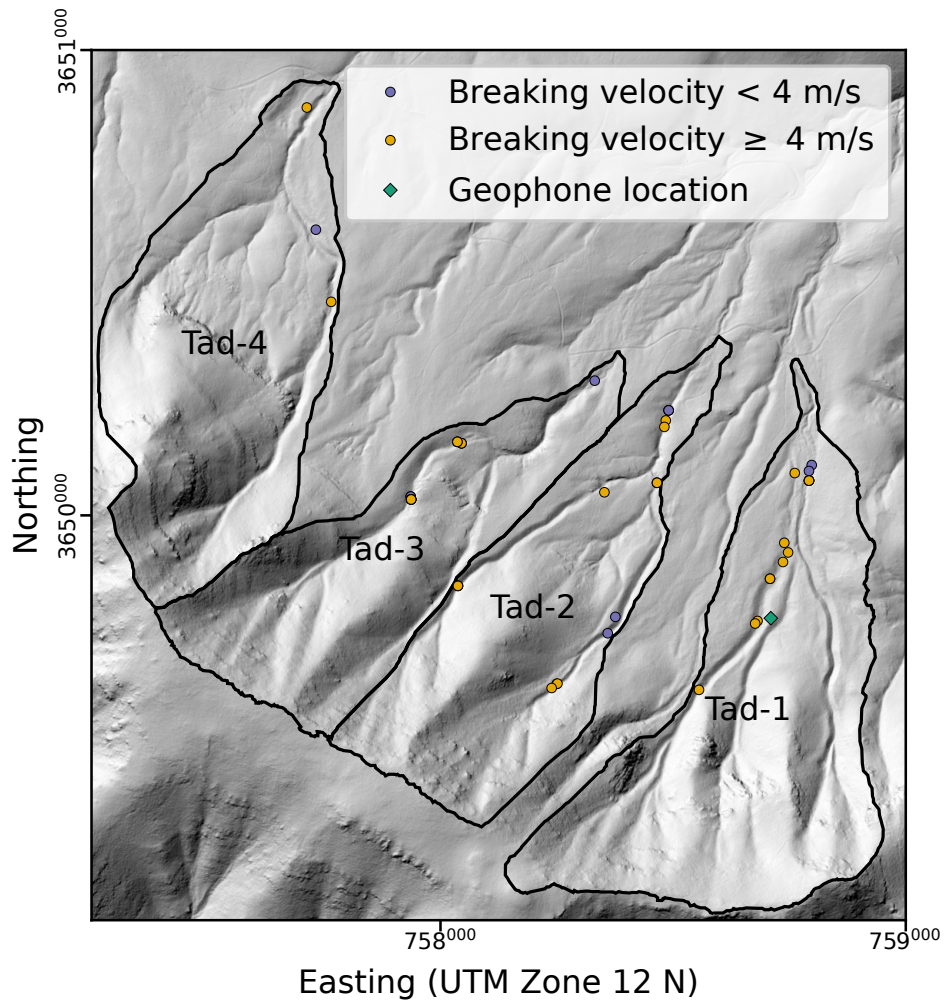 3651⁰⁰⁰
Breaking velocity < 4 m/s
Breaking velocity ≥ 4 m/s
Geophone location
Tad-4
Northing
3650⁰⁰⁰
Tad-3
Tad-2
Tad-1
758⁰⁰⁰
759⁰⁰⁰
Easting (UTM Zone 12 N)